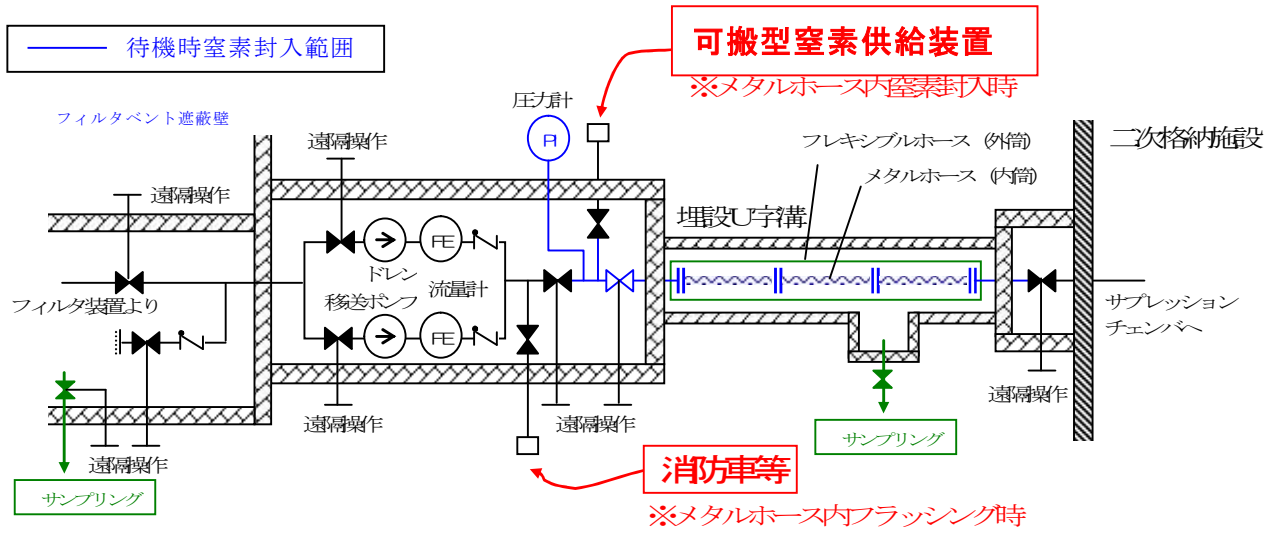 待機時窒素封入範囲
可搬型窒素供給装置
※メタルホース内窒素封入時
フィルタベント遮蔽壁
圧力計
PI
遠隔操作
遠隔操作
フレキシブルホース（外筒）
メタルホース（内筒）
二次格納施設
埋設U字溝
FE
ドレン
移送ポンプ
流量計
FE
フィルタ装置より
サプレッション
チェンバへ
遠隔操作
遠隔操作
遠隔操作
遠隔操作
サンプリング
サンプリング
消防車等
※メタルホース内フラッシング時